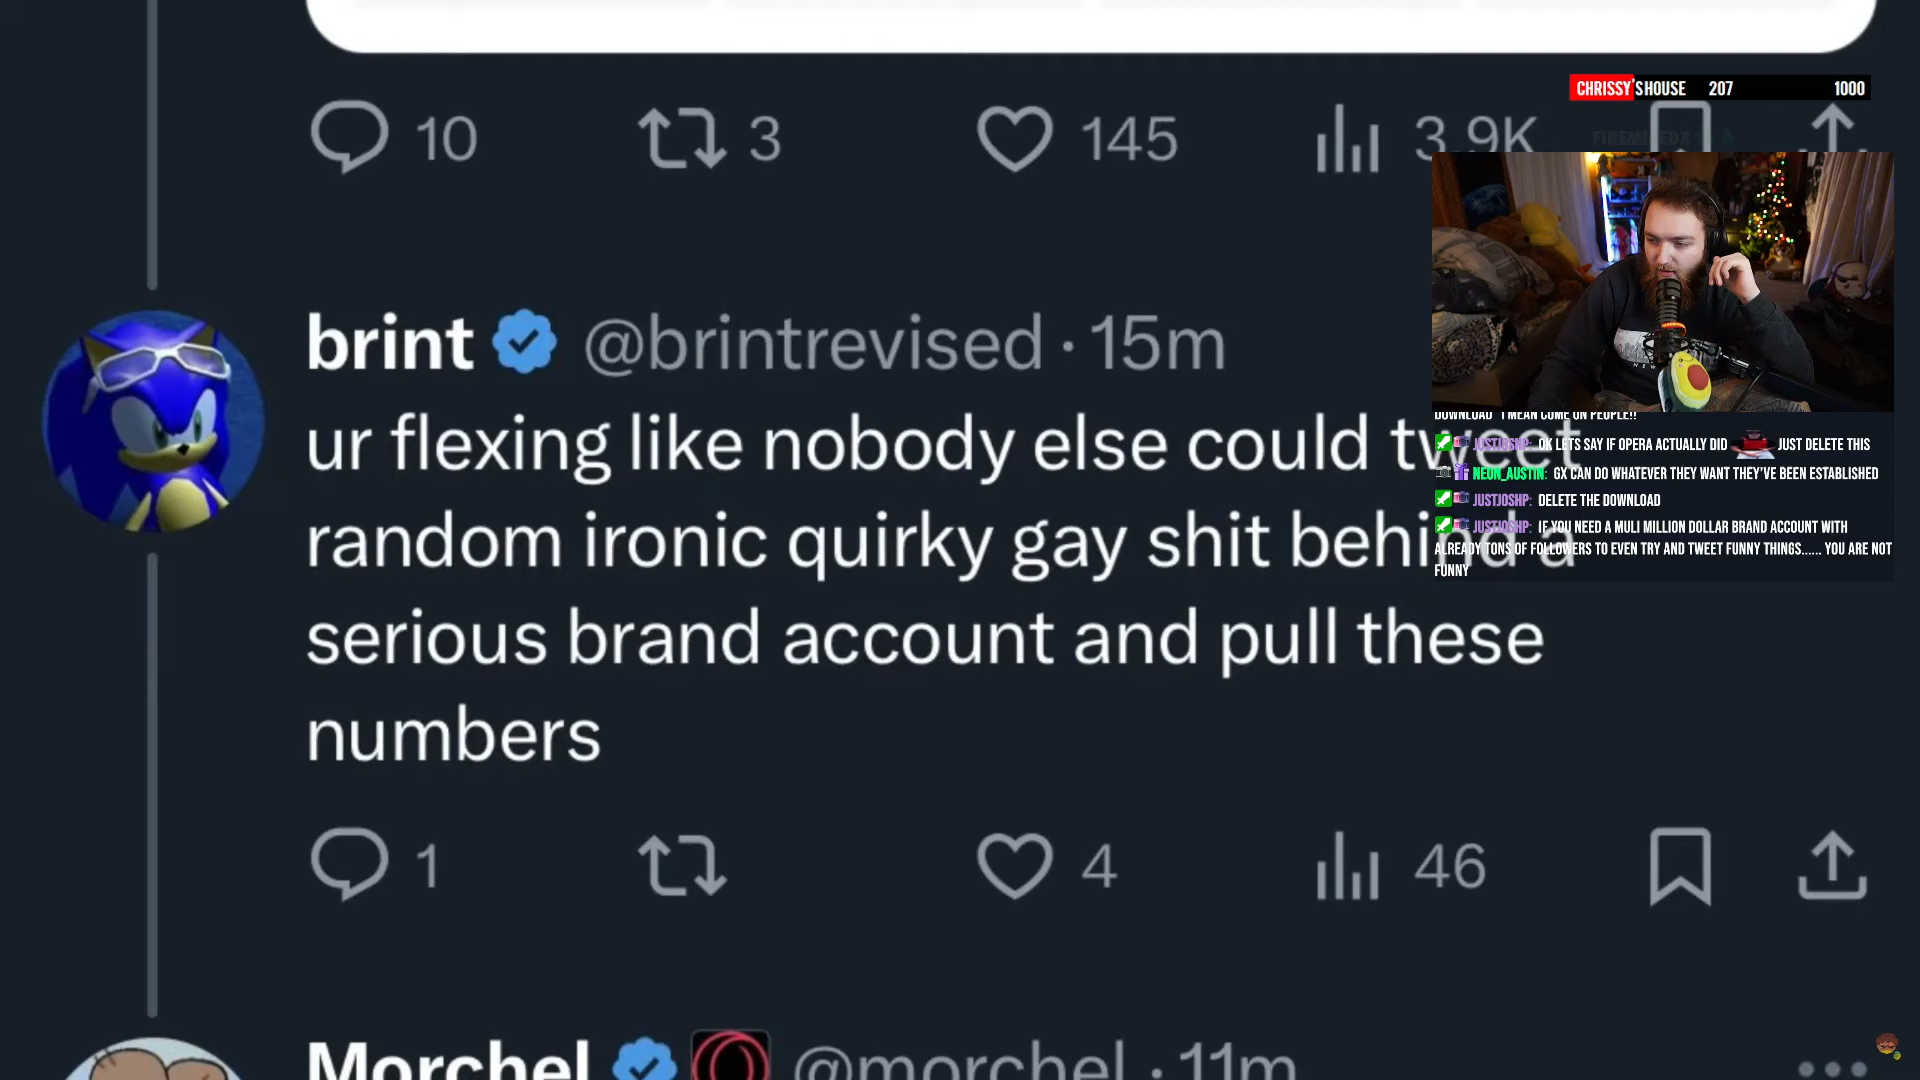 CHRISSY'S HOUSE 207 1000
10 3 145 3.9K
brint @brintrevised · 15m
ur flexing like nobody else could tweet
random ironic quirky gay shit behind a
serious brand account and pull these
numbers
1 4 46
Morchel @morchel · 11m
DOWNLOAD" I MEAN COME ON PEOPLE!!
JUSTJOSHP: OK LETS SAY IF OPERA ACTUALLY DID JUST DELETE THIS
NEON_AUSTIN: GX CAN DO WHATEVER THEY WANT THEY'VE BEEN ESTABLISHED
JUSTJOSHP: DELETE THE DOWNLOAD
JUSTJOSHP: IF YOU NEED A MULI MILLION DOLLAR BRAND ACCOUNT WITH
ALREADY TONS OF FOLLOWERS TO EVEN TRY AND TWEET FUNNY THINGS...... YOU ARE NOT
FUNNY